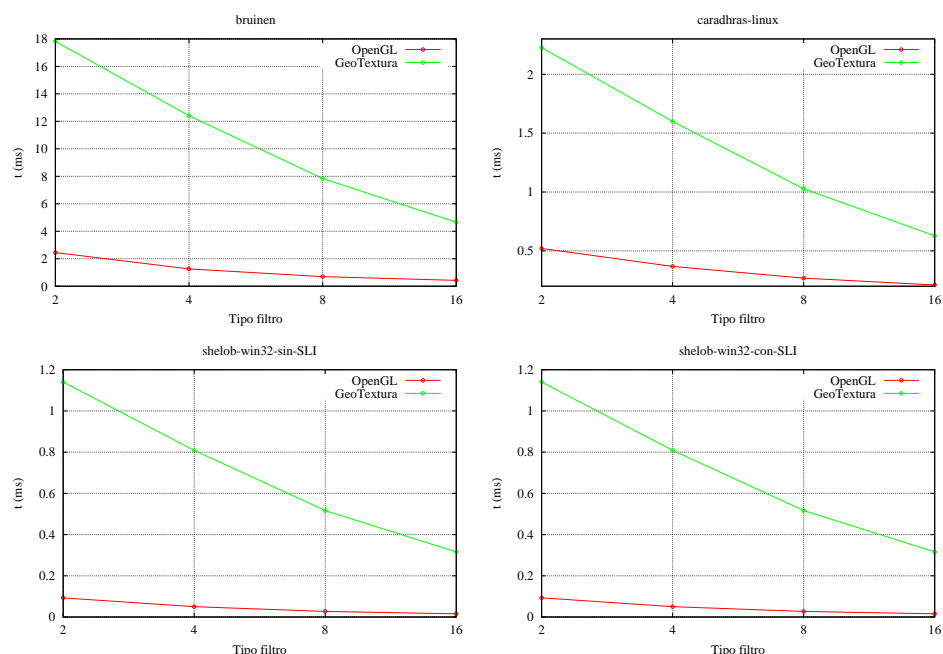 bruinen
18
16
14
12
10
8
6
4
2
0
t (ms)
OpenGL
GeoTextura
2
4
8
16
Tipo filtro
caradhras-linux
2
1.5
1
0.5
t (ms)
OpenGL
GeoTextura
2
4
8
16
Tipo filtro
shelob-win32-sin-SLI
1.2
1
0.8
0.6
0.4
0.2
0
t (ms)
OpenGL
GeoTextura
2
4
8
16
Tipo filtro
shelob-win32-con-SLI
1.2
1
0.8
0.6
0.4
0.2
0
t (ms)
OpenGL
GeoTextura
2
4
8
16
Tipo filtro